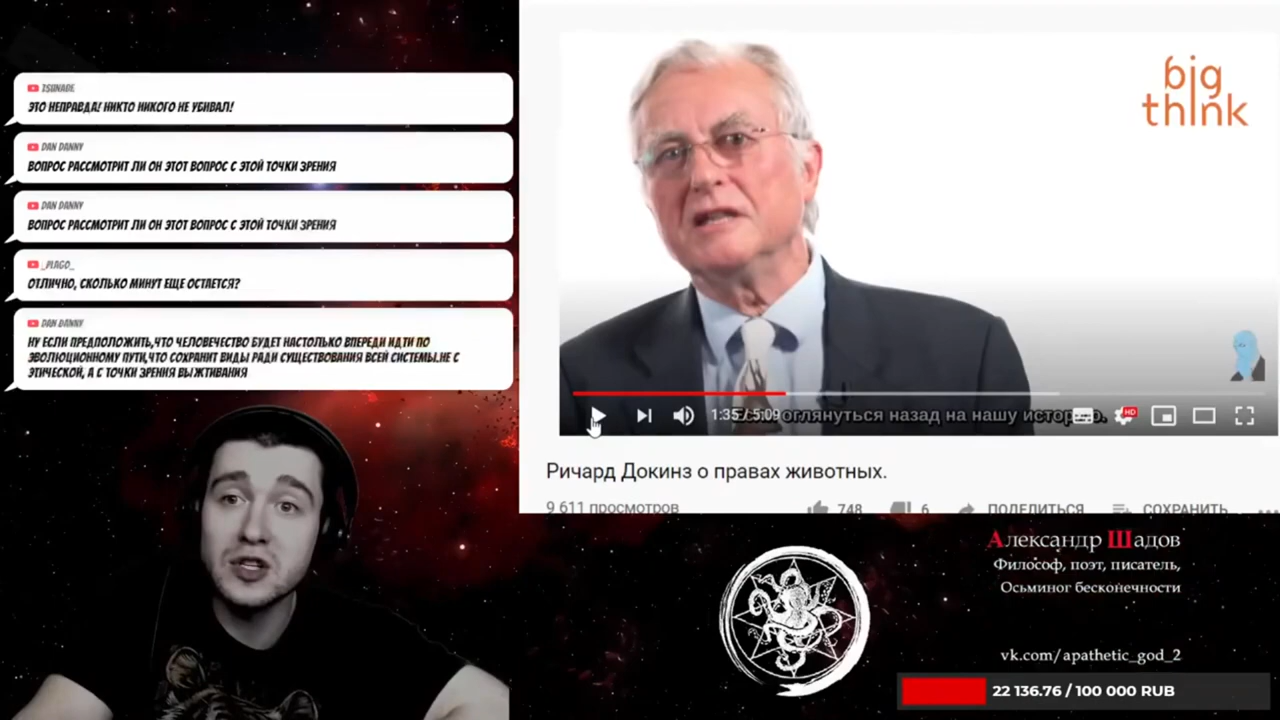 TSUNADE
ЭТО НЕПРАВДА! НИКТО НИКОГО НЕ УБИВАЛ!
DAN DANNY
ВОПРОС РАССМОТРИТ ЛИ ОН ЭТОТ ВОПРОС С ЭТОЙ ТОЧКИ ЗРЕНИЯ
DAN DANNY
ВОПРОС РАССМОТРИТ ЛИ ОН ЭТОТ ВОПРОС С ЭТОЙ ТОЧКИ ЗРЕНИЯ
_PLAGO_
ОТЛИЧНО, СКОЛЬКО МИНУТ ЕЩЕ ОСТАЕТСЯ?
DAN DANNY
НУ ЕСЛИ ПРЕДПОЛОЖИТЬ,ЧТО ЧЕЛОВЕЧЕСТВО БУДЕТ НАСТОЛЬКО ВПЕРЕДИ ИДТИ ПО
ЭВОЛЮЦИОННОМУ ПУТИ,ЧТО СОХРАНИТ ВИДЫ РАДИ СУЩЕСТВОВАНИЯ ВСЕЙ СИСТЕМЫ.НЕ С
ЭТИЧЕСКОЙ, А С ТОЧКИ ЗРЕНИЯ ВЫЖТИВАНИЯ
big
think
1:35 / 5:09
оглянуться назад на нашу историю.
HD
Ричард Докинз о правах животных.
9 611 просмотров
748
6
ПОДЕЛИТЬСЯ
СОХРАНИТЬ
Александр Шадов
Философ, поэт, писатель,
Осьминог бесконечности
vk.com/apathetic_god_2
22 136.76 / 100 000 RUB